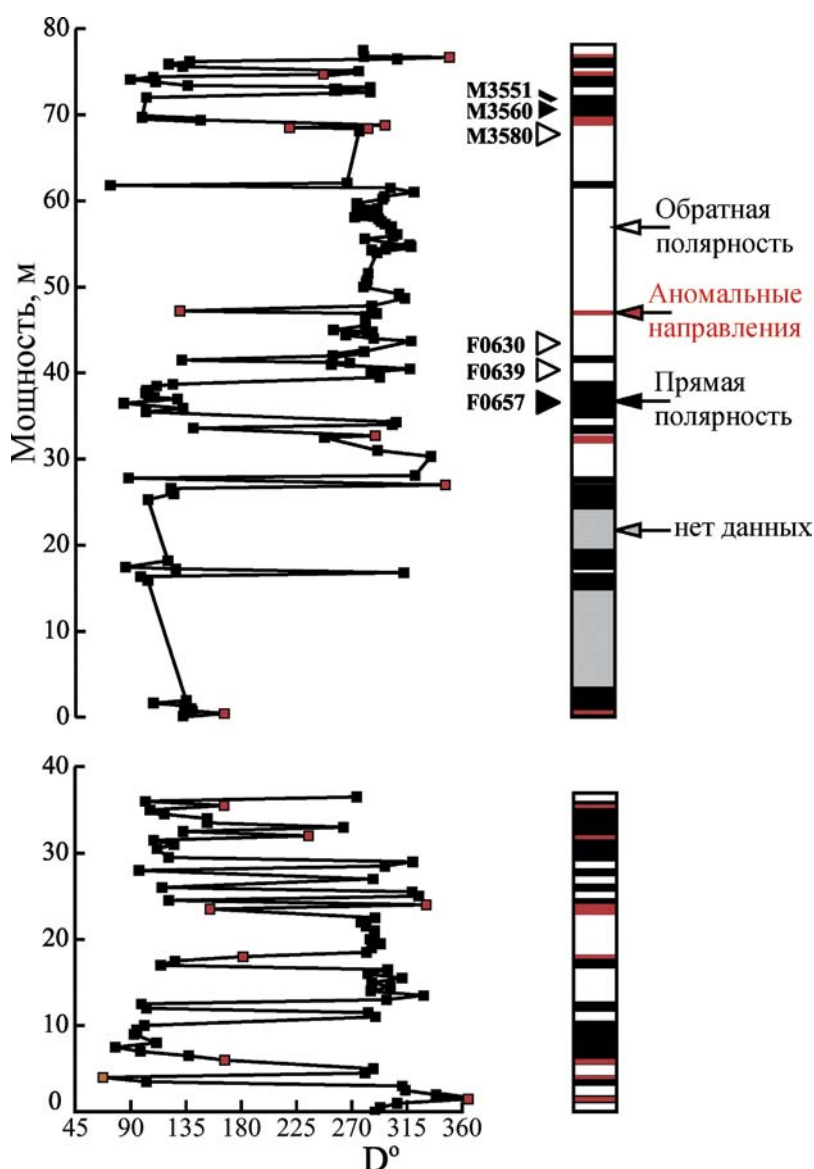 80
70
60
50
40
30
20
10
0
Мощность, м
M3551
M3560
M3580
F0630
F0639
F0657
Обратная
полярность
Аномальные
направления
Прямая
полярность
нет данных
40
30
20
10
0
45 90 135 180 225 270 315 360
D°